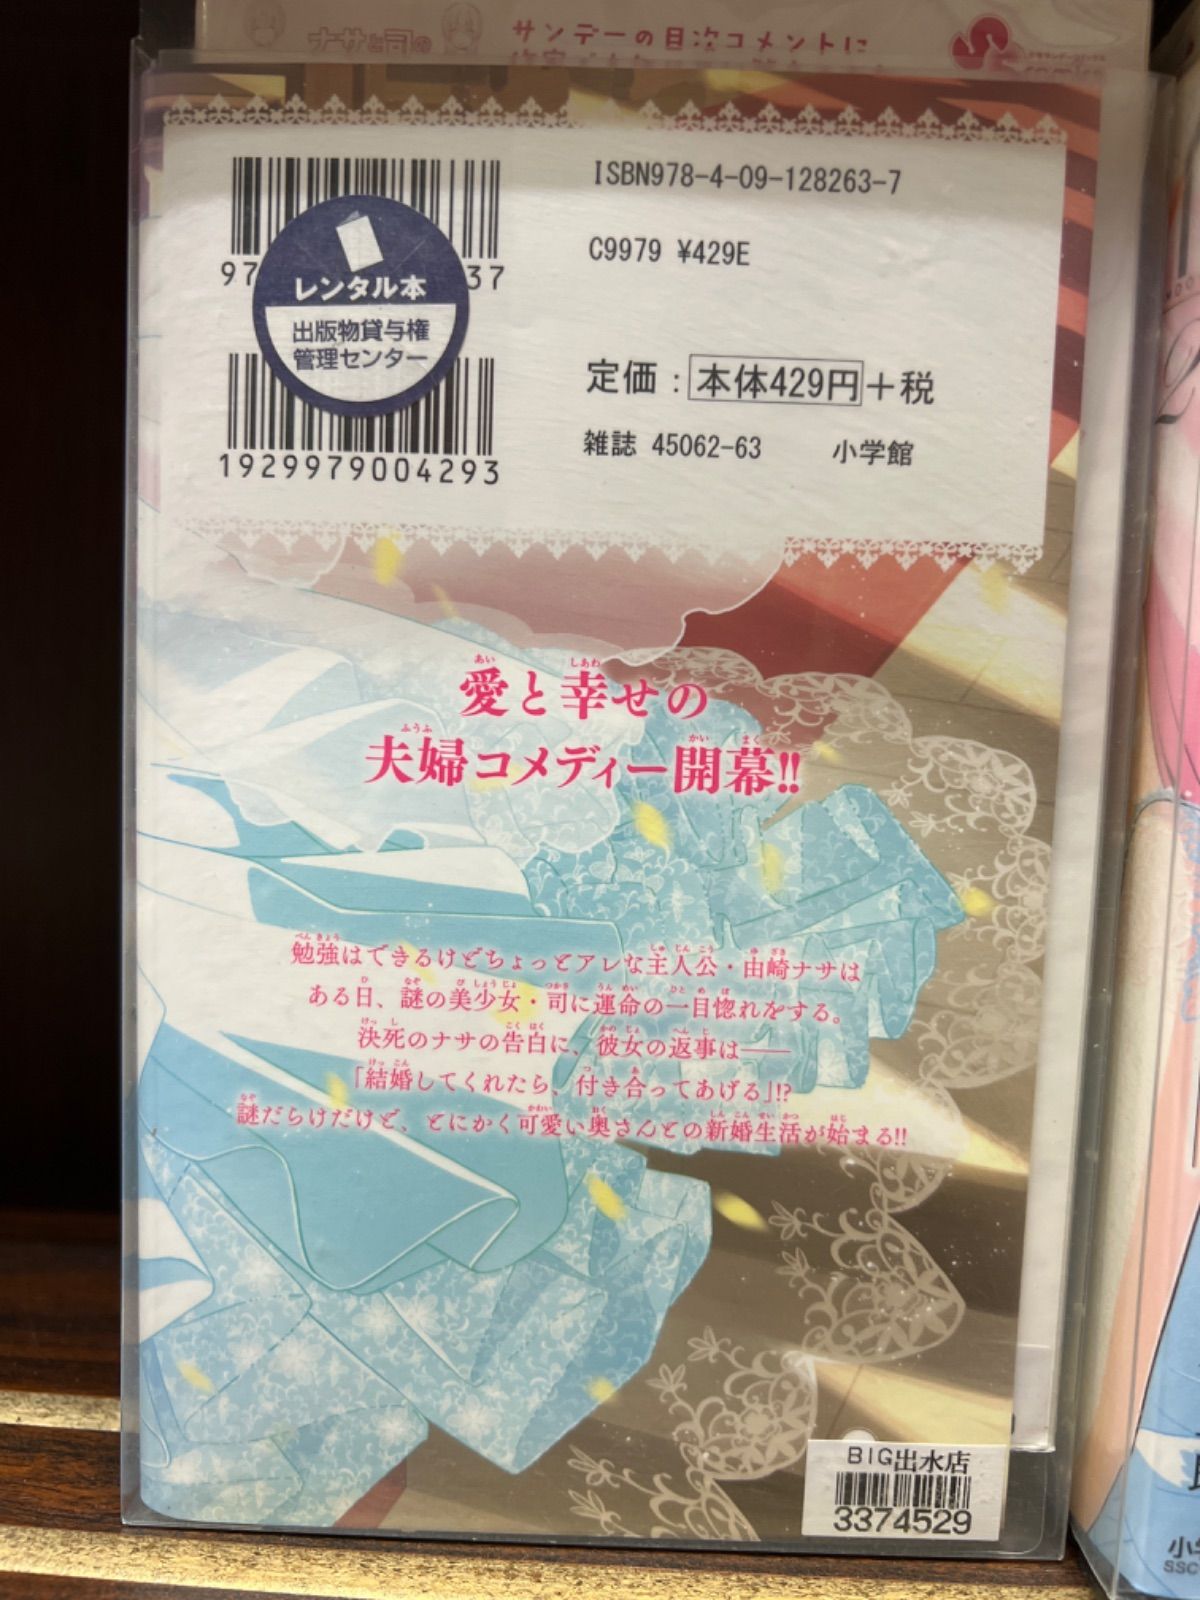 ナサと司の
サンデーの目次コメントに
ISBN978-4-09-128263-7
C9979 ¥429E
97
37
レンタル本
出版物貸与権
管理センター
1929979004293
定価：本体429円＋税
雑誌 45062-63 小学館
愛と幸せの
夫婦コメディー開幕!!
勉強はできるけどちょっとアレな主人公・由崎ナサは
ある日、謎の美少女・司に運命の一目惚れをする。
決死のナサの告白に、彼女の返事は――
「結婚してくれたら、付き合ってあげる」!?
謎だらけだけど、とにかく可愛い奥さんとの新婚生活が始まる!!
BIG出水店
3374529
SSC